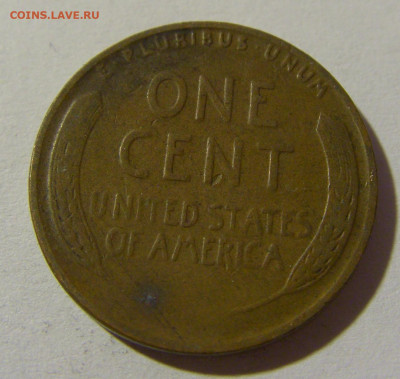 COINS.LAVE.RU
E·PLURIBUS·UNUM
ONE
CENT
UNITED STATES
OF AMERICA